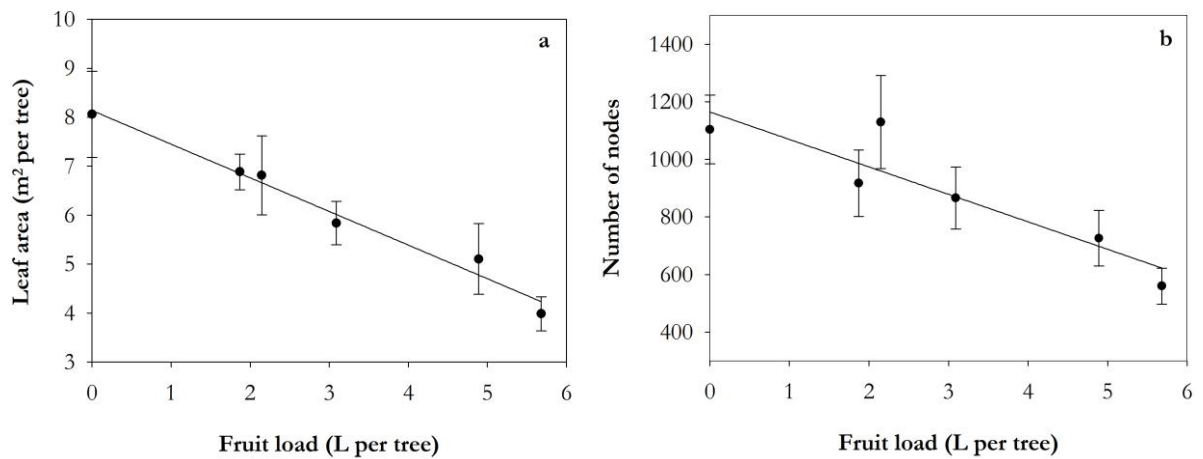 a
10
9
8
7
6
5
4
3
Leaf area (m² per tree)
0 1 2 3 4 5 6
Fruit load (L per tree)
b
1400
1200
1000
800
600
400
Number of nodes
0 1 2 3 4 5 6
Fruit load (L per tree)